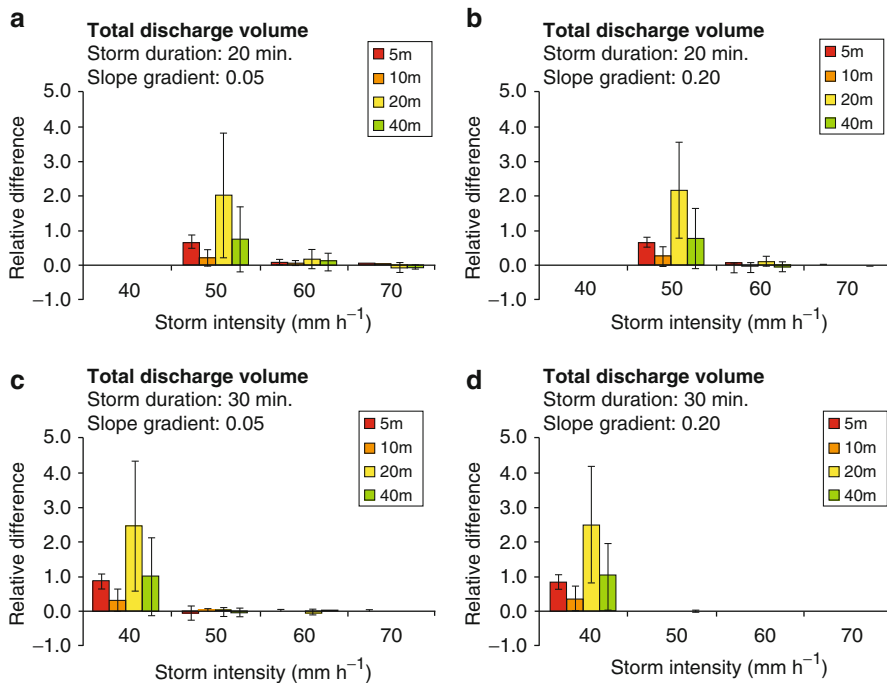 a
Total discharge volume
Storm duration: 20 min.
Slope gradient: 0.05
5m
10m
20m
40m
5.0
4.0
3.0
2.0
1.0
0.0
−1.0
Relative difference
40 50 60 70
Storm intensity (mm h⁻¹)
b
Total discharge volume
Storm duration: 20 min.
Slope gradient: 0.20
5m
10m
20m
40m
5.0
4.0
3.0
2.0
1.0
0.0
−1.0
Relative difference
40 50 60 70
Storm intensity (mm h⁻¹)
c
Total discharge volume
Storm duration: 30 min.
Slope gradient: 0.05
5m
10m
20m
40m
5.0
4.0
3.0
2.0
1.0
0.0
−1.0
Relative difference
40 50 60 70
Storm intensity (mm h⁻¹)
d
Total discharge volume
Storm duration: 30 min.
Slope gradient: 0.20
5m
10m
20m
40m
5.0
4.0
3.0
2.0
1.0
0.0
−1.0
Relative difference
40 50 60 70
Storm intensity (mm h⁻¹)